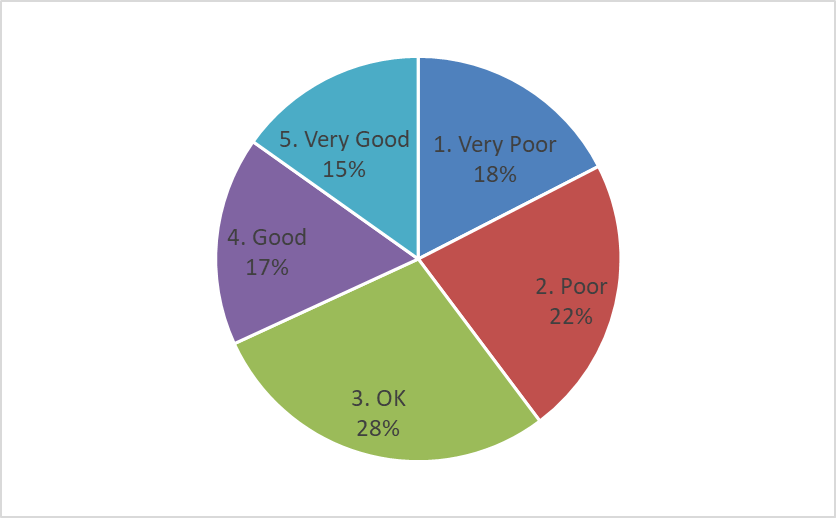 1. Very Poor
18%
2. Poor
22%
3. OK
28%
4. Good
17%
5. Very Good
15%